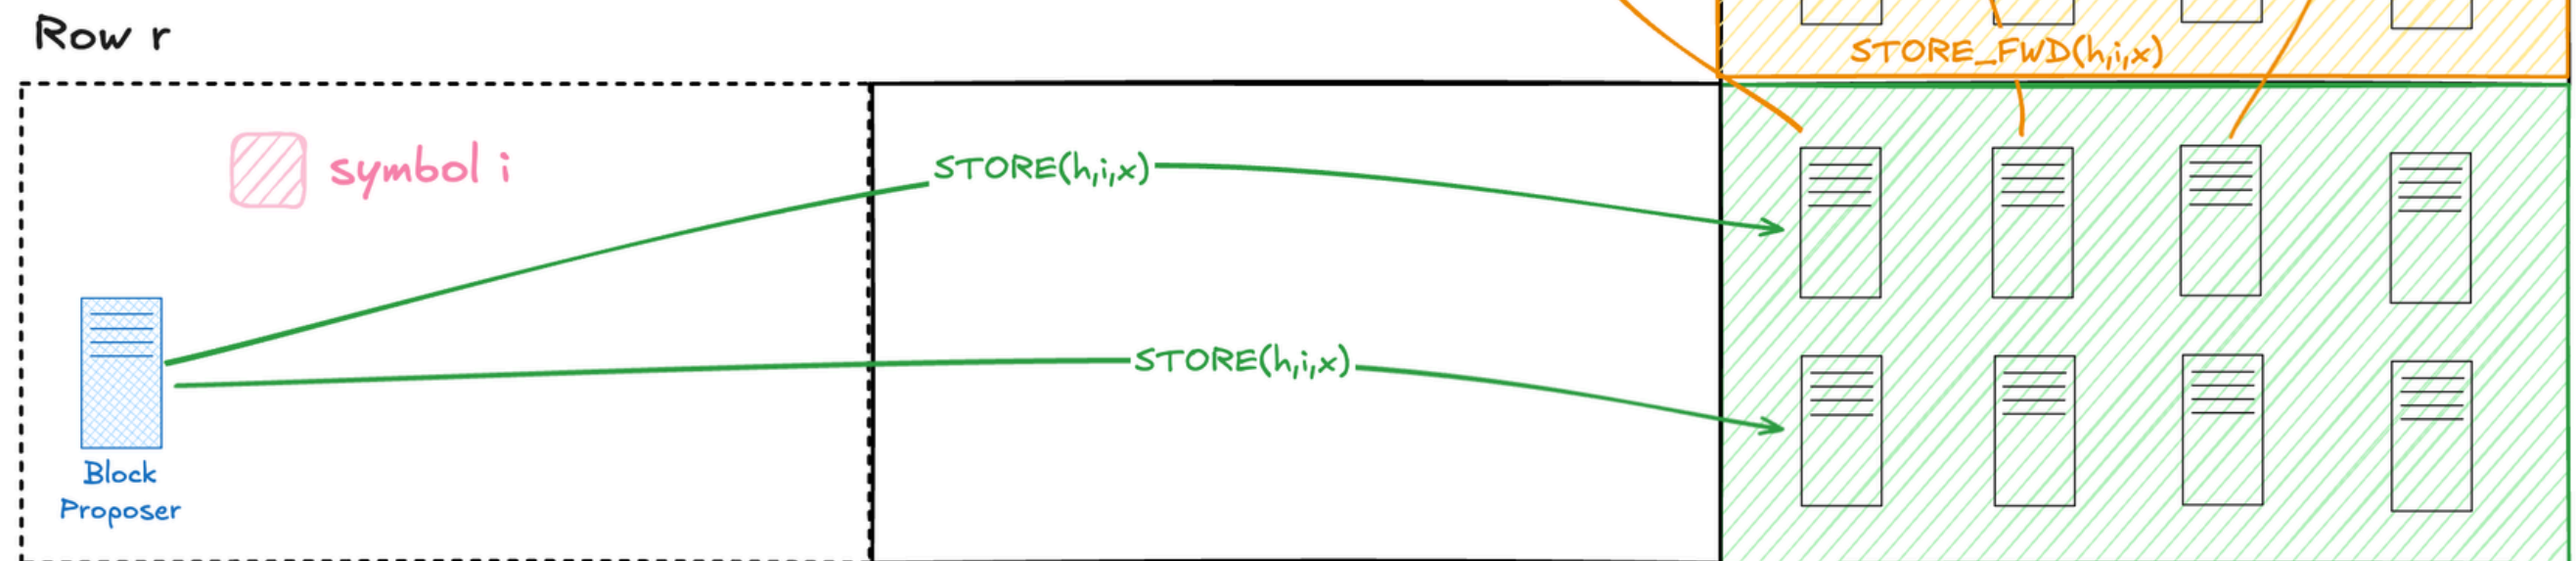 Row r
STORE_FWD(h,i,x)
symbol i
STORE(h,i,x)
STORE(h,i,x)
Block
Proposer